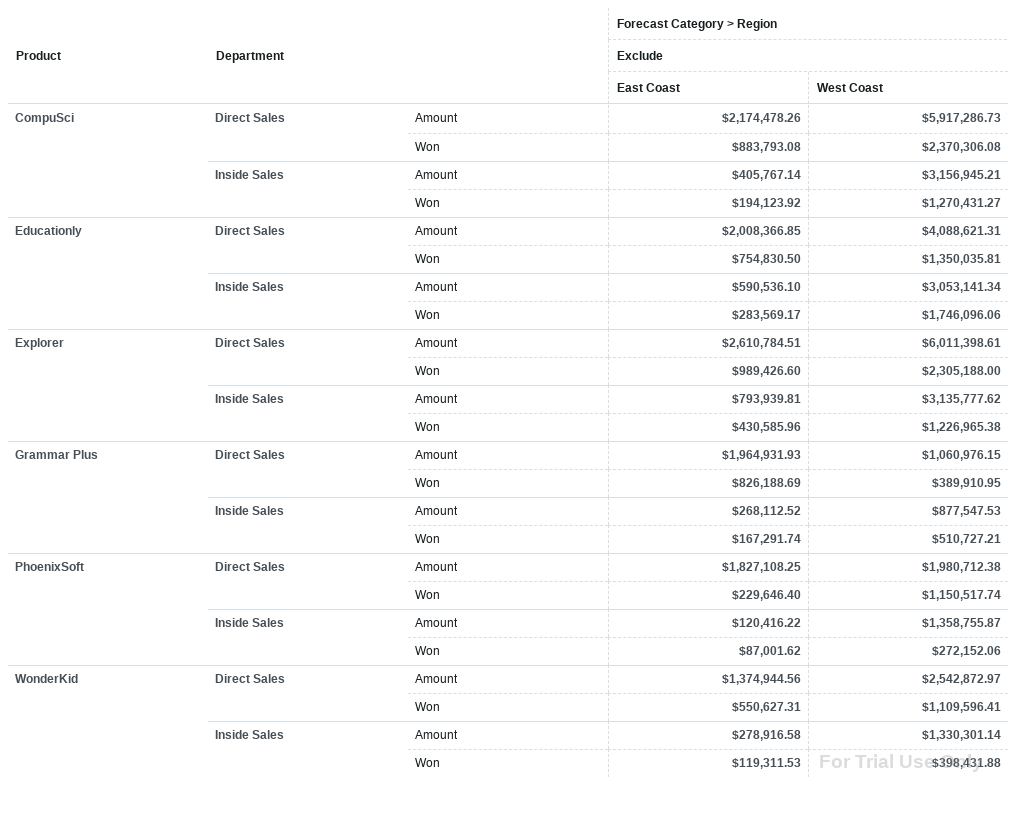 Forecast Category > Region
Product Department Exclude
East Coast West Coast
CompuSci Direct Sales Amount $2,174,478.26 $5,917,286.73
Won $883,793.08 $2,370,306.08
Inside Sales Amount $405,767.14 $3,156,945.21
Won $194,123.92 $1,270,431.27
Educationly Direct Sales Amount $2,008,366.85 $4,088,621.31
Won $754,830.50 $1,350,035.81
Inside Sales Amount $590,536.10 $3,053,141.34
Won $283,569.17 $1,746,096.06
Explorer Direct Sales Amount $2,610,784.51 $6,011,398.61
Won $989,426.60 $2,305,188.00
Inside Sales Amount $793,939.81 $3,135,777.62
Won $430,585.96 $1,226,965.38
Grammar Plus Direct Sales Amount $1,964,931.93 $1,060,976.15
Won $826,188.69 $389,910.95
Inside Sales Amount $268,112.52 $877,547.53
Won $167,291.74 $510,727.21
PhoenixSoft Direct Sales Amount $1,827,108.25 $1,980,712.38
Won $229,646.40 $1,150,517.74
Inside Sales Amount $120,416.22 $1,358,755.87
Won $87,001.62 $272,152.06
WonderKid Direct Sales Amount $1,374,944.56 $2,542,872.97
Won $550,627.31 $1,109,596.41
Inside Sales Amount $278,916.58 $1,330,301.14
Won $119,311.53 $398,431.88
For Trial Use Only